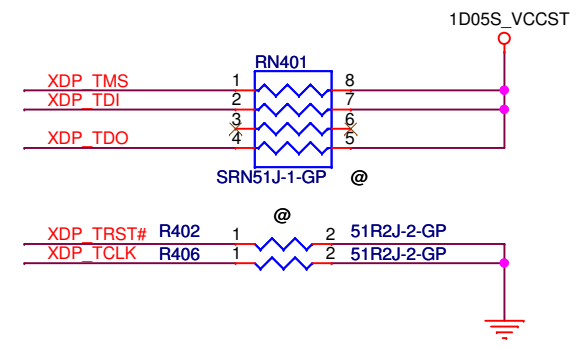 1D05S_VCCST
RN401
XDP_TMS 1 8
XDP_TDI 2 7
3 6
XDP_TDO 4 5
SRN51J-1-GP @
@
XDP_TRST# R402 1 2 51R2J-2-GP
XDP_TCLK R406 1 2 51R2J-2-GP